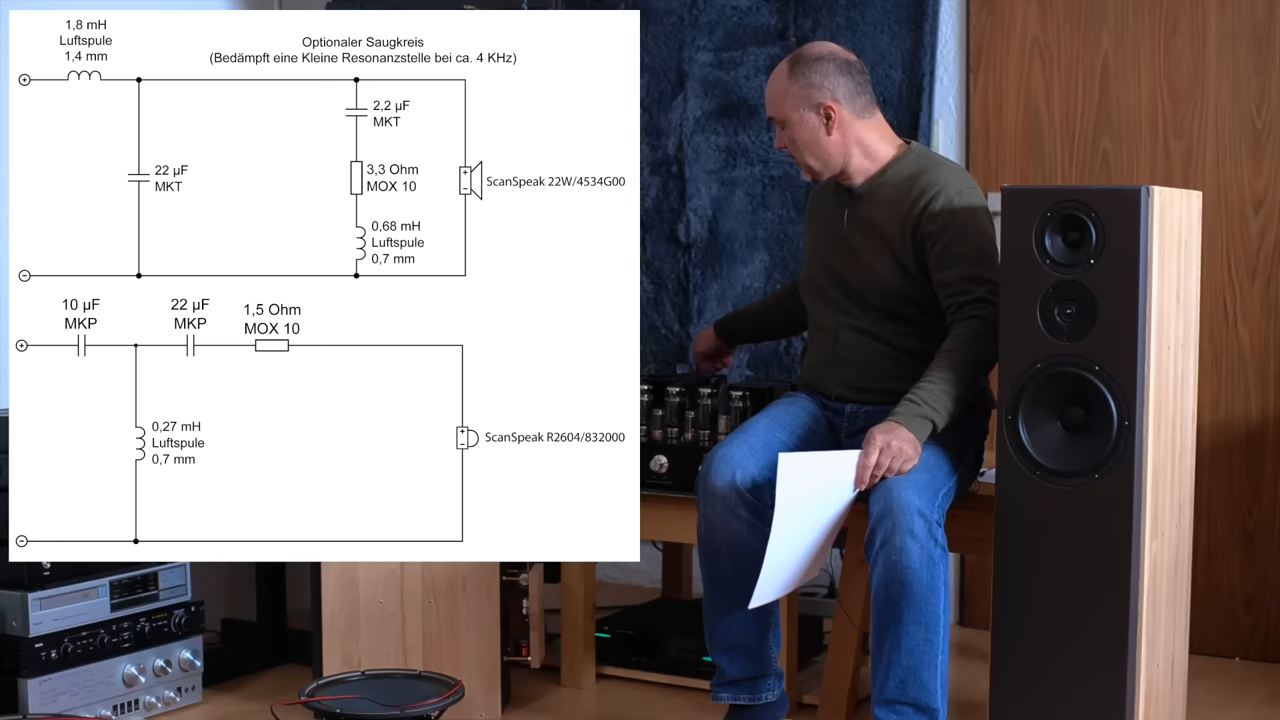 1,8 mH
Luftspule
1,4 mm
Optionaler Saugkreis
(Bedämpft eine Kleine Resonanzstelle bei ca. 4 KHz)
2,2 µF
MKT
22 µF
MKT
3,3 Ohm
MOX 10
ScanSpeak 22W/4534G00
0,68 mH
Luftspule
0,7 mm
10 µF
MKP
22 µF
MKP
1,5 Ohm
MOX 10
0,27 mH
Luftspule
0,7 mm
ScanSpeak R2604/832000